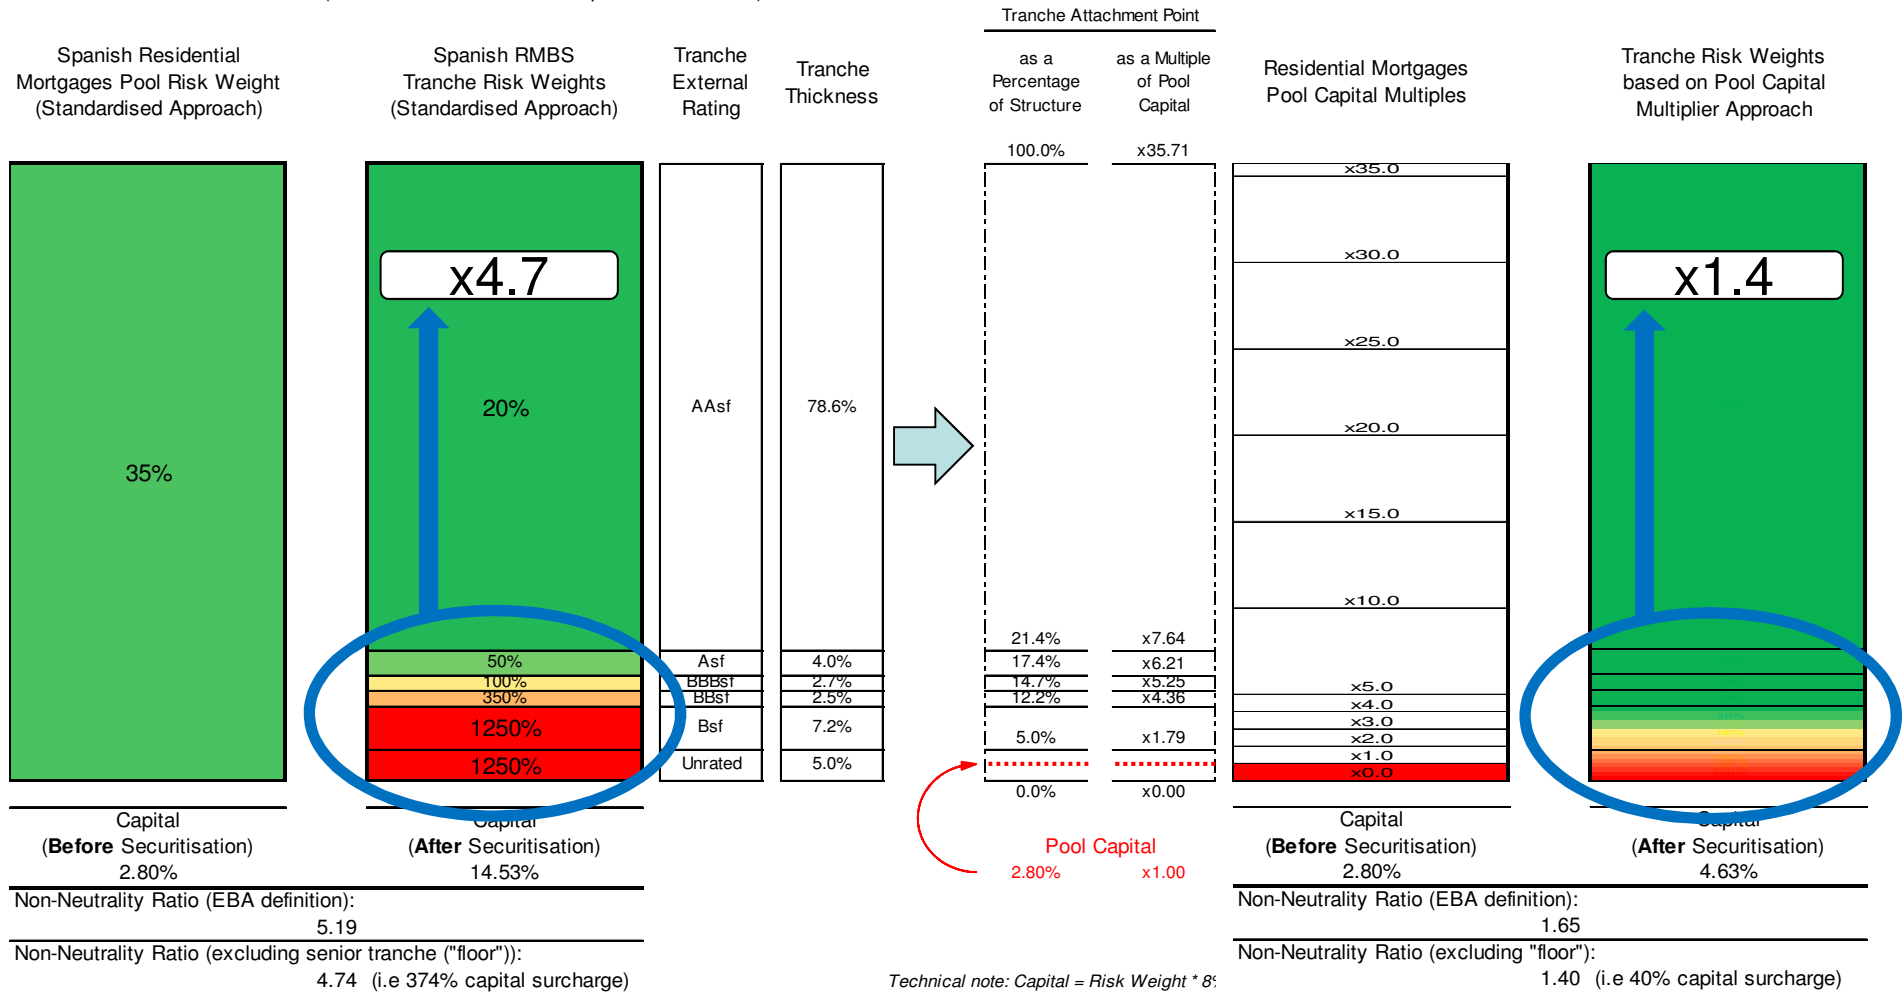 Tranche Attachment Point
Spanish Residential
Mortgages Pool Risk Weight
(Standardised Approach)
Spanish RMBS
Tranche Risk Weights
(Standardised Approach)
Tranche
External
Rating
Tranche
Thickness
as a
Percentage
of Structure
as a Multiple
of Pool
Capital
Residential Mortgages
Pool Capital Multiples
Tranche Risk Weights
based on Pool Capital
Multiplier Approach
100.0% x35.71
35%
x4.7
20%
50%
100%
350%
1250%
1250%
AAsf
Asf
BBBsf
BBsf
Bsf
Unrated
78.6%
4.0%
2.7%
2.5%
7.2%
5.0%
21.4% x7.64
17.4% x6.21
14.7% x5.25
12.2% x4.36
5.0% x1.79
0.0% x0.00
x35.0
x30.0
x25.0
x20.0
x15.0
x10.0
x5.0
x4.0
x3.0
x2.0
x1.0
x0.0
x1.4
Capital
(Before Securitisation)
2.80%
Capital
(After Securitisation)
14.53%
Pool Capital
2.80% x1.00
Capital
(Before Securitisation)
2.80%
Capital
(After Securitisation)
4.63%
Non-Neutrality Ratio (EBA definition):
5.19
Non-Neutrality Ratio (excluding senior tranche ("floor")):
4.74 (i.e 374% capital surcharge)
Non-Neutrality Ratio (EBA definition):
1.65
Non-Neutrality Ratio (excluding "floor"):
1.40 (i.e 40% capital surcharge)
Technical note: Capital = Risk Weight * 8%